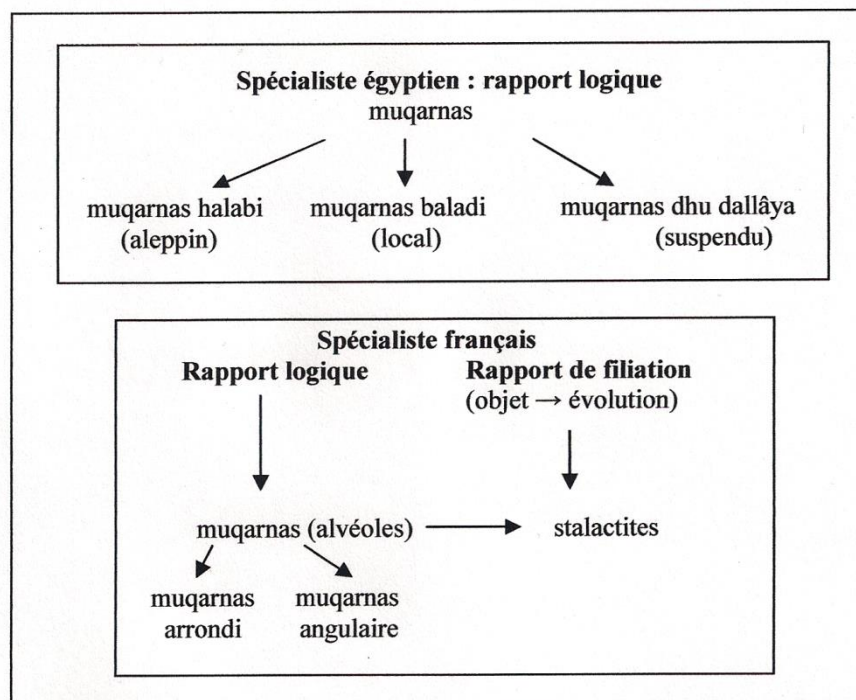 Spécialiste égyptien : rapport logique
muqarnas
muqarnas halabi muqarnas baladi muqarnas dhu dallâya
(aleppin) (local) (suspendu)
Spécialiste français
Rapport logique Rapport de filiation
(objet → évolution)
muqarnas (alvéoles) stalactites
muqarnas muqarnas
arrondi angulaire